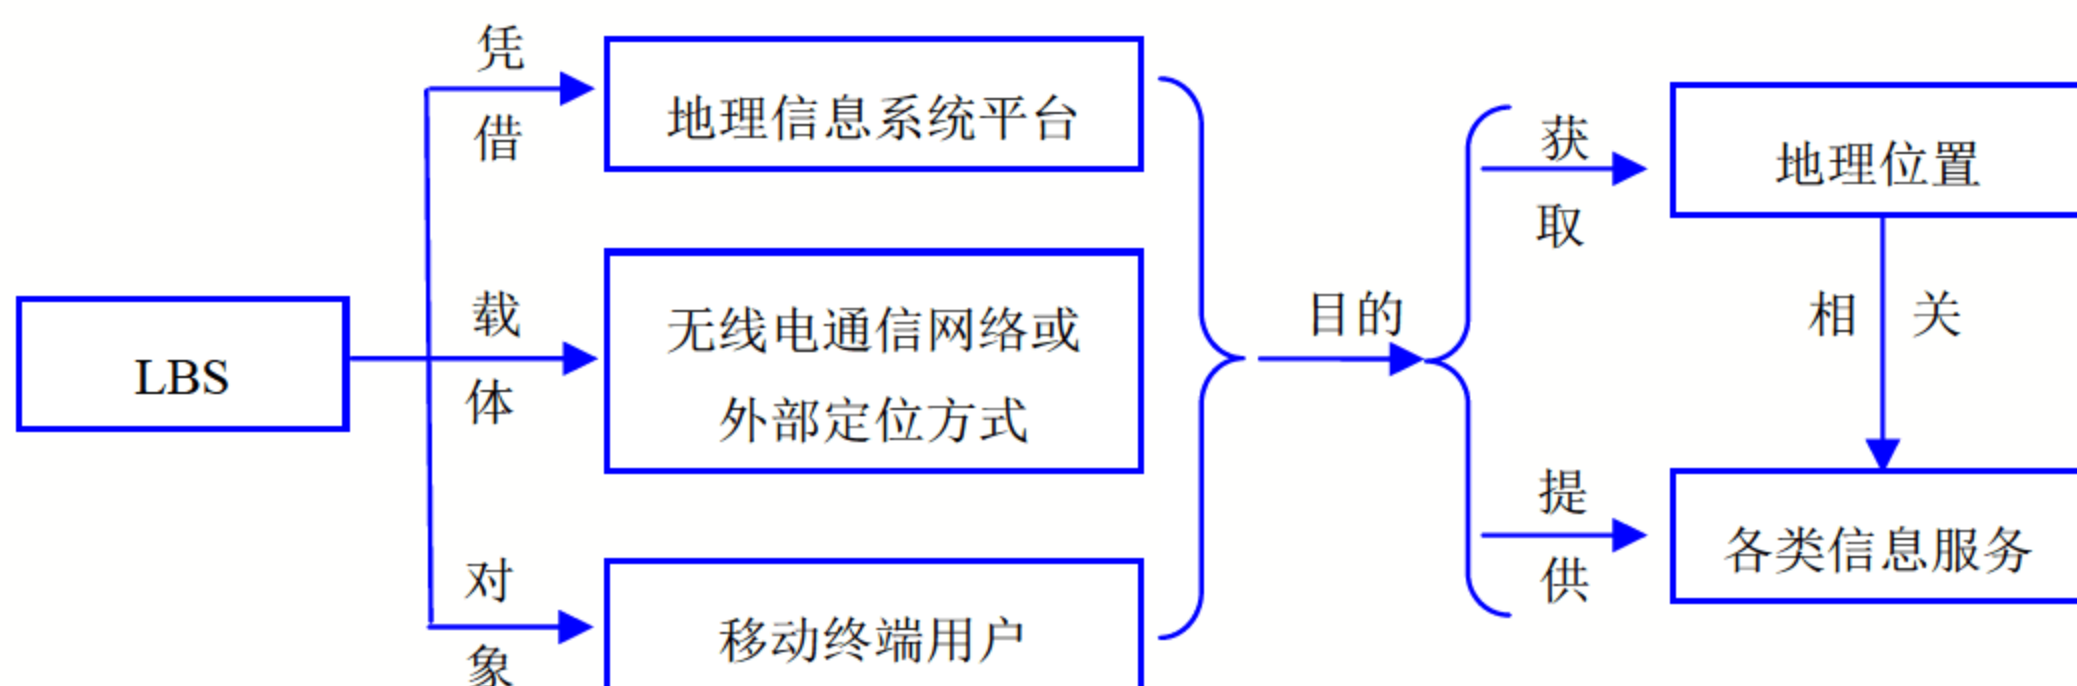 凭
借
地理信息系统平台
载
体
无线电通信网络或
外部定位方式
LBS
对
象
移动终端用户
目的
获
取
地理位置
相 关
提
供
各类信息服务